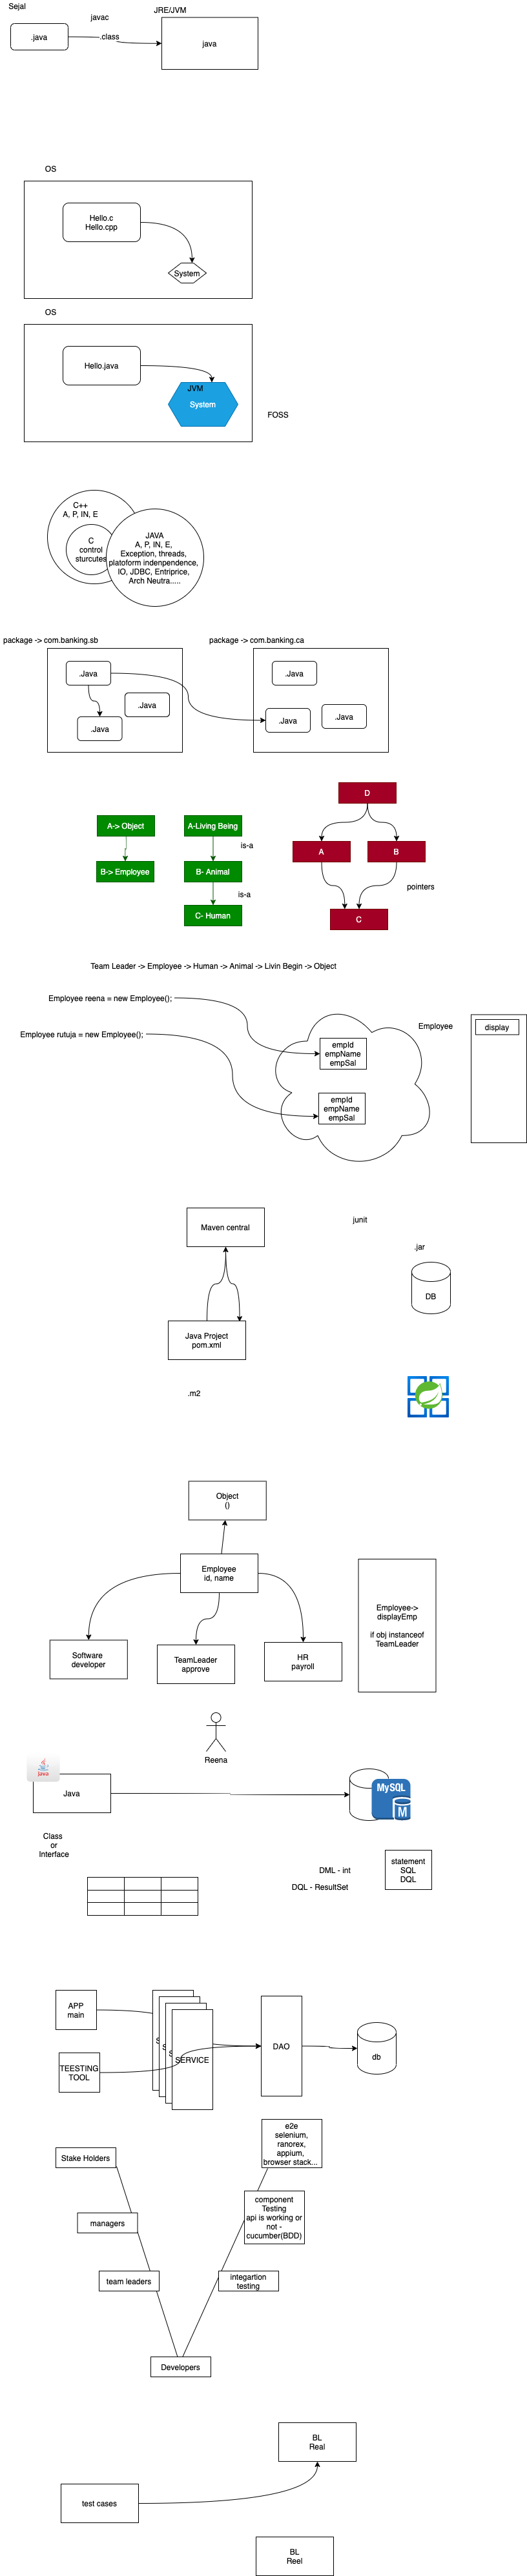 Sejal
JRE/JVM
javac
.java
.class
java
OS
Hello.c
Hello.cpp
System
OS
Hello.java
JVM
System
FOSS
C++
A, P, IN, E
C
control
sturcutes
JAVA
A, P, IN, E,
Exception, threads,
platoform indenpendence,
IO, JDBC, Entriprice,
Arch Neutra.....
package -> com.banking.sb
package -> com.banking.ca
.Java
.Java
.Java
.Java
.Java
.Java
D
A-> Object
A-Living Being
is-a
A
B
B-> Employee
B- Animal
is-a
pointers
C- Human
C
Team Leader -> Employee -> Human -> Animal -> Livin Begin -> Object
Employee reena = new Employee();
Employee rutuja = new Employee();
empId
empName
empSal
empId
empName
empSal
Employee
display
Maven central
junit
.jar
DB
Java Project
pom.xml
.m2
Object
()
Employee
id, name
Employee->
displayEmp
if obj instanceof
TeamLeader
Software
developer
TeamLeader
approve
HR
payroll
Reena
java
Java
MySQL
M
Class
or
Interface
DML - int
DQL - ResultSet
statement
SQL
DQL
APP
main
TEESTING
TOOL
S
S
S
SERVICE
DAO
db
e2e
selenium,
ranorex,
appium,
browser stack...
Stake Holders
component
Testing
api is working or
not -
cucumber(BDD)
managers
team leaders
integartion
testing
Developers
BL
Real
test cases
BL
Reel